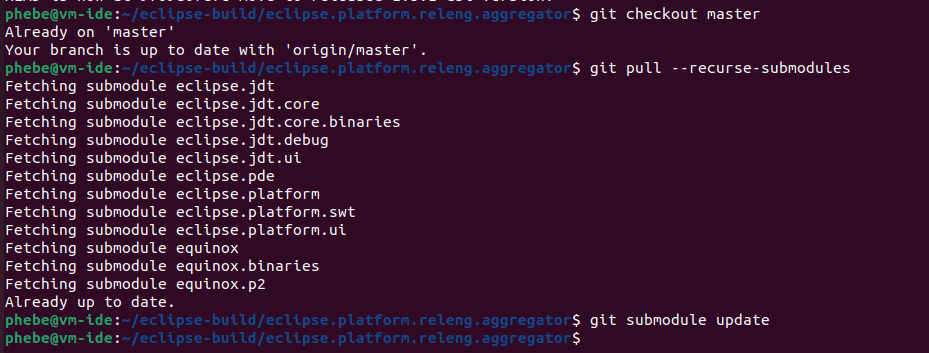 phebe@vm-ide:~/eclipse-build/eclipse.platform.releng.aggregator$ git checkout master
Already on 'master'
Your branch is up to date with 'origin/master'.
phebe@vm-ide:~/eclipse-build/eclipse.platform.releng.aggregator$ git pull --recurse-submodules
Fetching submodule eclipse.jdt
Fetching submodule eclipse.jdt.core
Fetching submodule eclipse.jdt.core.binaries
Fetching submodule eclipse.jdt.debug
Fetching submodule eclipse.jdt.ui
Fetching submodule eclipse.pde
Fetching submodule eclipse.platform
Fetching submodule eclipse.platform.swt
Fetching submodule eclipse.platform.ui
Fetching submodule equinox
Fetching submodule equinox.binaries
Fetching submodule equinox.p2
Already up to date.
phebe@vm-ide:~/eclipse-build/eclipse.platform.releng.aggregator$ git submodule update
phebe@vm-ide:~/eclipse-build/eclipse.platform.releng.aggregator$